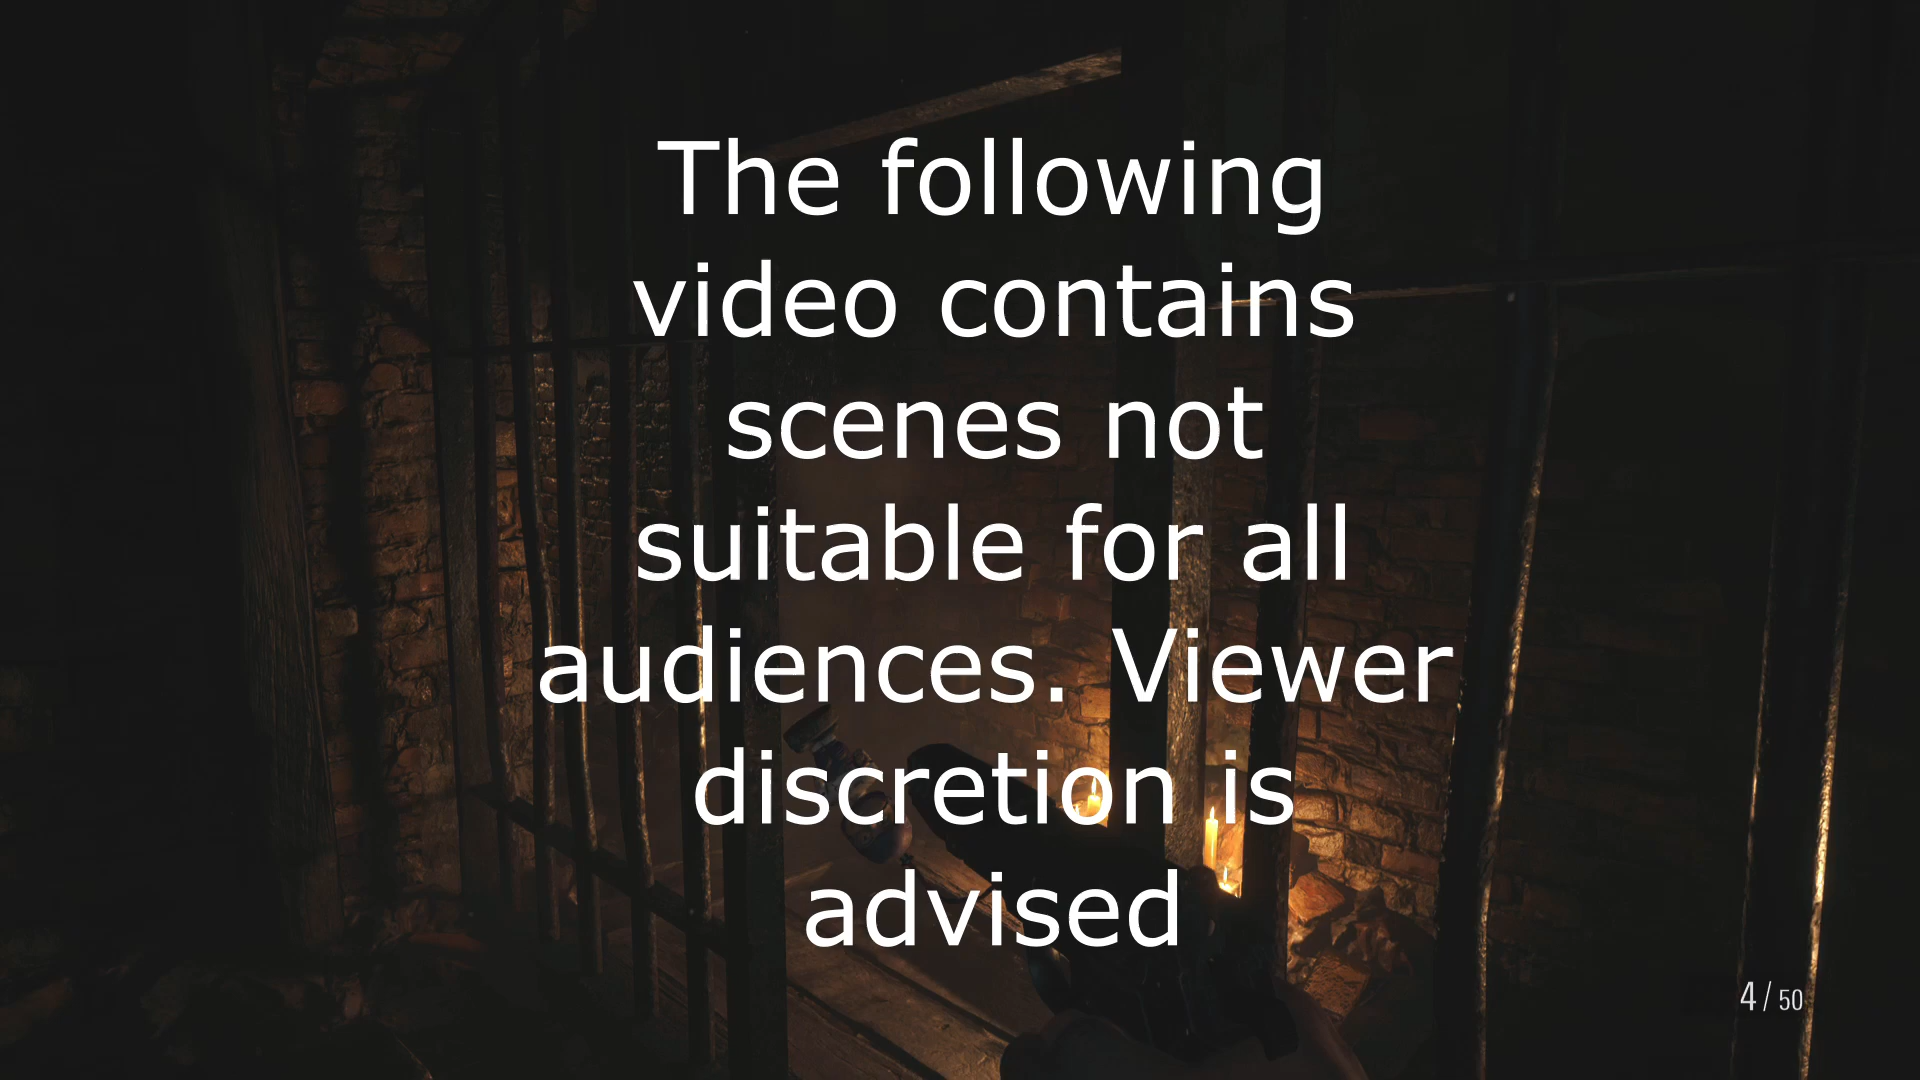 The following
video contains
scenes not
suitable for all
audiences. Viewer
discretion is
advised
4 / 50